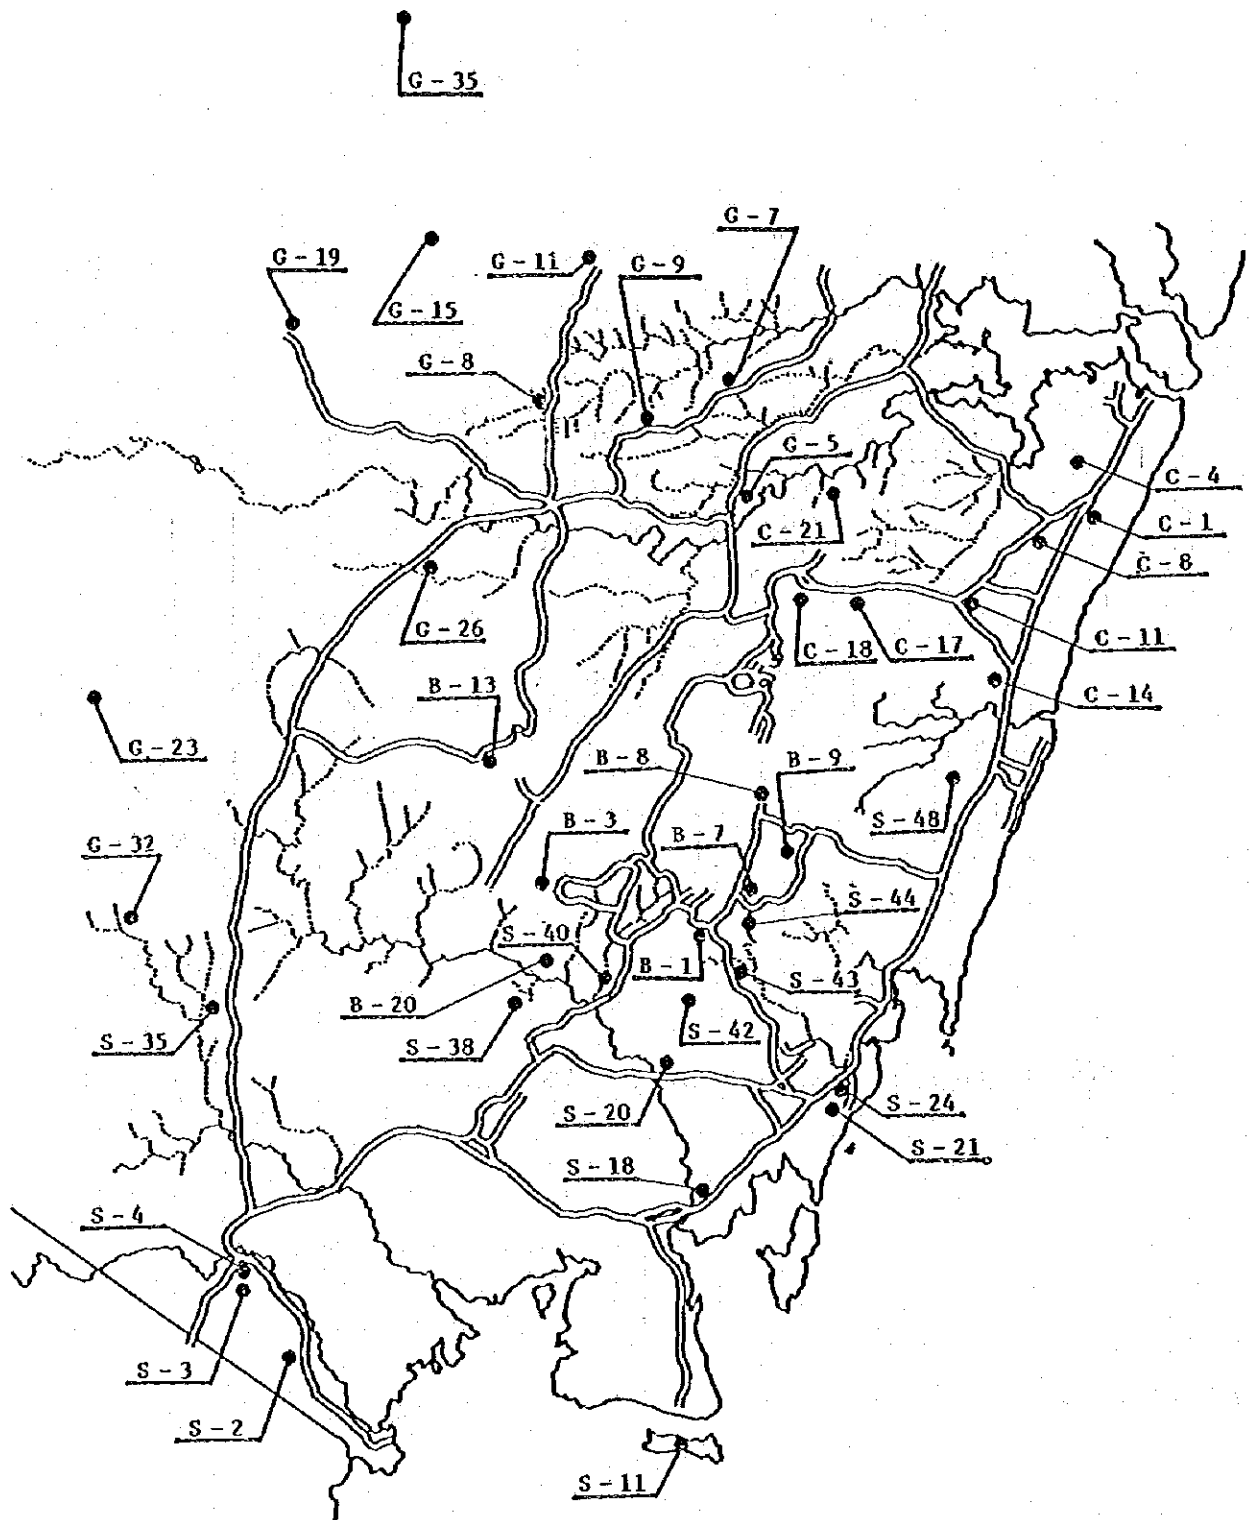 G - 35
G - 7
G - 19
G - 11
G - 9
G - 15
G - 8
G - 5
C - 4
C - 21
C - 1
C - 8
G - 26
C - 18
C - 17
C - 11
B - 13
C - 14
G - 23
B - 8
B - 9
B - 3
S - 48
G - 32
B - 7
S - 44
S - 40
B - 1
S - 43
B - 20
S - 42
S - 35
S - 38
S - 20
S - 24
S - 21
S - 18
S - 4
S - 3
S - 2
S - 11